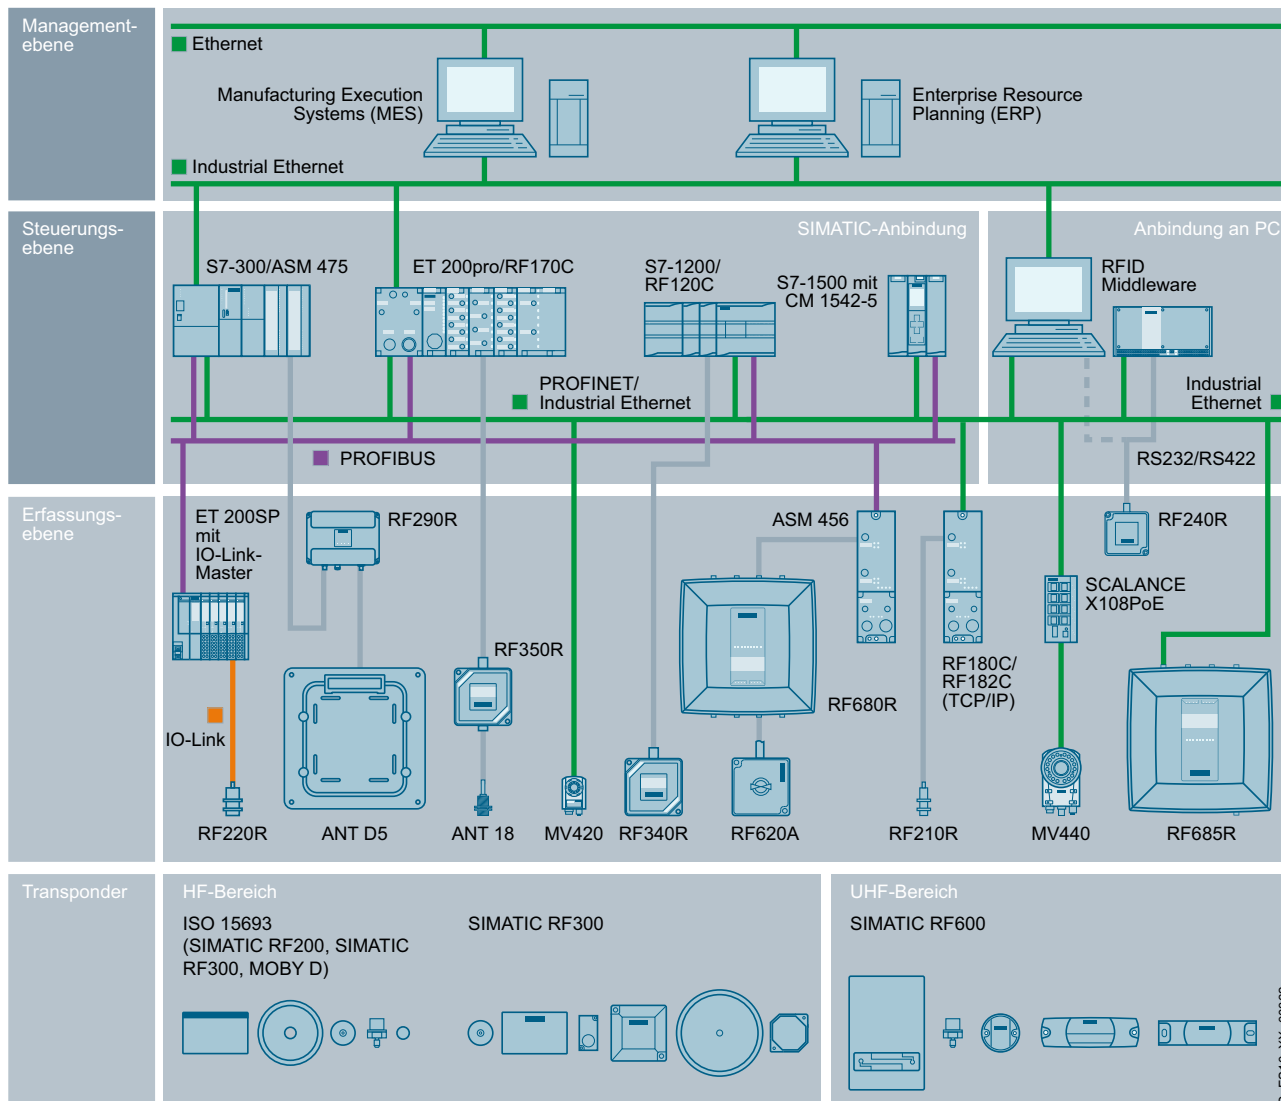 Management-
ebene
Ethernet
Manufacturing Execution
Systems (MES)
Enterprise Resource
Planning (ERP)
Industrial Ethernet
Steuerungs-
ebene
SIMATIC-Anbindung
Anbindung an PC
S7-300/ASM 475
ET 200pro/RF170C
S7-1200/
RF120C
S7-1500 mit
CM 1542-5
RFID
Middleware
PROFINET/
Industrial Ethernet
Industrial
Ethernet
PROFIBUS
RS232/RS422
Erfassungs-
ebene
ET 200SP
mit
IO-Link-
Master
RF290R
ASM 456
RF240R
SCALANCE
X108PoE
RF350R
RF180C/
RF182C
(TCP/IP)
RF680R
IO-Link
RF220R
ANT D5
ANT 18
MV420
RF340R
RF620A
RF210R
MV440
RF685R
Transponder
HF-Bereich
ISO 15693
(SIMATIC RF200, SIMATIC
RF300, MOBY D)
SIMATIC RF300
UHF-Bereich
SIMATIC RF600